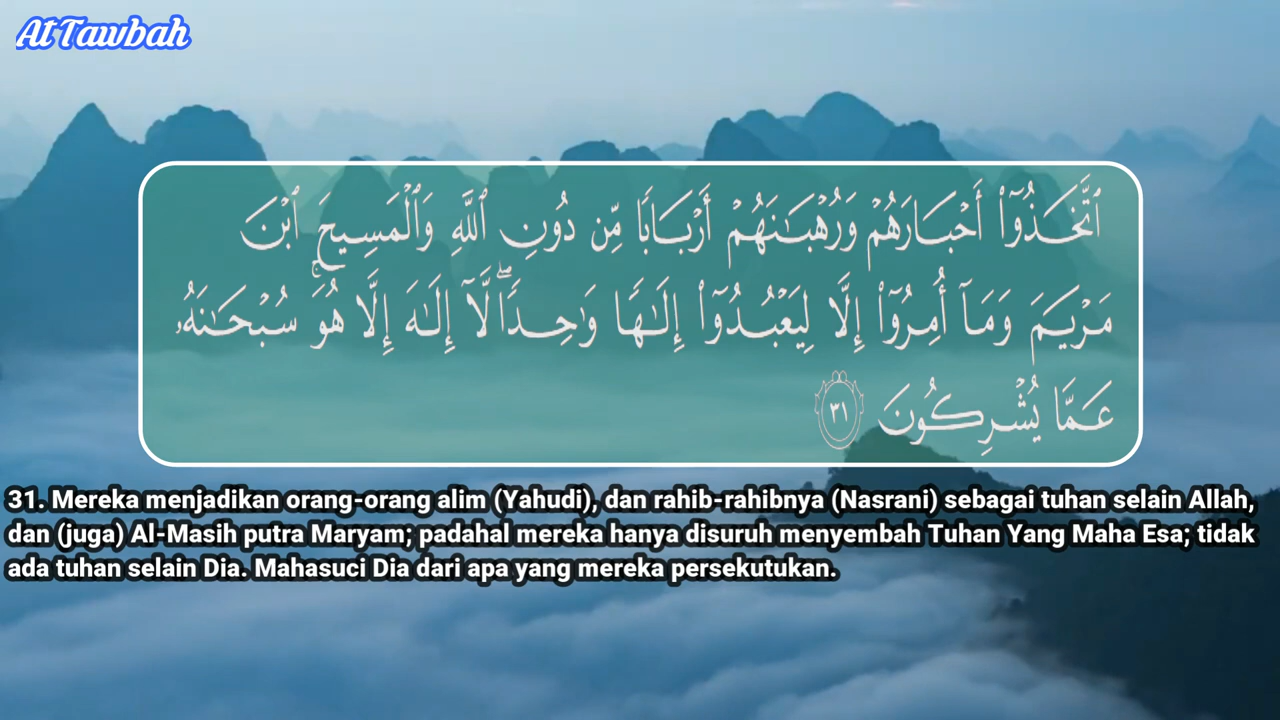 At Tawbah
ٱتَّخَذُوٓا۟ أَحْبَارَهُمْ وَرُهْبَـٰنَهُمْ أَرْبَابًا مِّن دُونِ ٱللَّهِ وَٱلْمَسِيحَ ٱبْنَ
مَرْيَمَ وَمَآ أُمِرُوٓا۟ إِلَّا لِيَعْبُدُوٓا۟ إِلَـٰهًا وَٰحِدًا ۖ لَّآ إِلَـٰهَ إِلَّا هُوَ ۚ سُبْحَـٰنَهُۥ
عَمَّا يُشْرِكُونَ ٣١
31. Mereka menjadikan orang-orang alim (Yahudi), dan rahib-rahibnya (Nasrani) sebagai tuhan selain Allah,
dan (juga) Al-Masih putra Maryam; padahal mereka hanya disuruh menyembah Tuhan Yang Maha Esa; tidak
ada tuhan selain Dia. Mahasuci Dia dari apa yang mereka persekutukan.